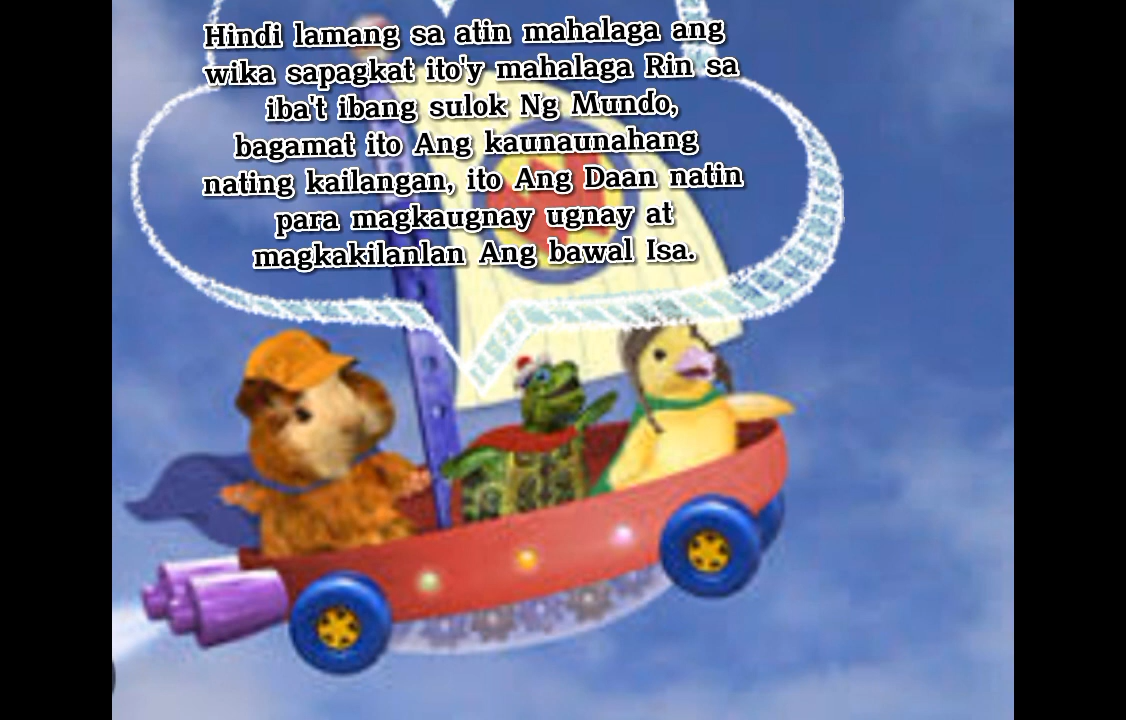 Hindi lamang sa atin mahalaga ang
wika sapagkat ito'y mahalaga Rin sa
iba't ibang sulok Ng Mundo,
bagamat ito Ang kaunaunahang
nating kailangan, ito Ang Daan natin
para magkaugnay ugnay at
magkakilanlan Ang bawal Isa.